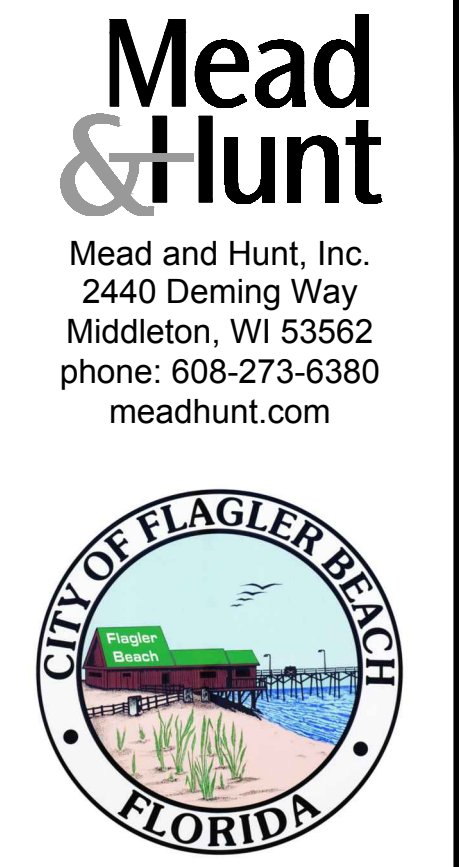 Mead
& Hunt
Mead and Hunt, Inc.
2440 Deming Way
Middleton, WI 53562
phone: 608-273-6380
meadhunt.com
CITY OF FLAGLER BEACH
Flagler
Beach
FLORIDA